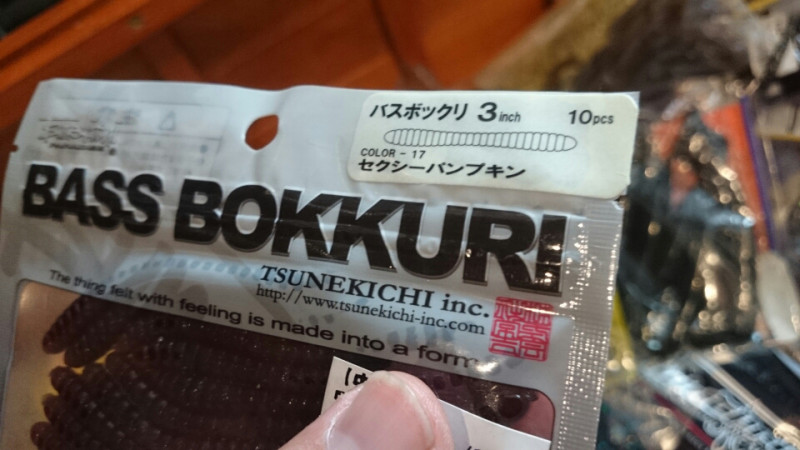 バスボックリ 3inch 10pcs
COLOR - 17
セクシーパンプキン
BASS BOKKURI
TSUNEKICHI inc.
http://www.tsunekichi-inc.com
The thing felt with feeling is made into a form